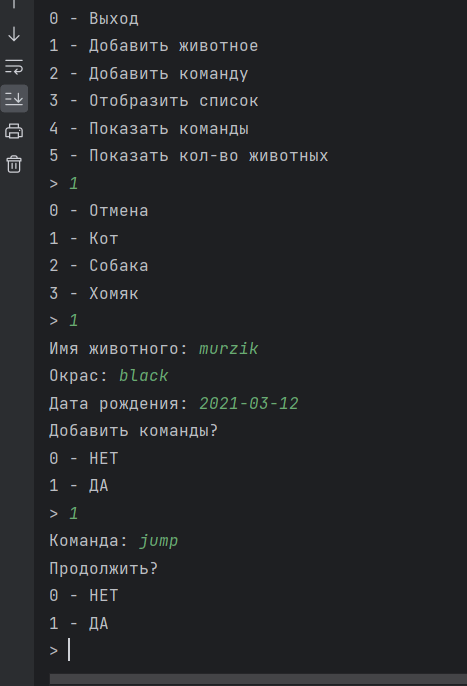 0 - Выход
1 - Добавить животное
2 - Добавить команду
3 - Отобразить список
4 - Показать команды
5 - Показать кол-во животных
> 1
0 - Отмена
1 - Кот
2 - Собака
3 - Хомяк
> 1
Имя животного: murzik
Окрас: black
Дата рождения: 2021-03-12
Добавить команды?
0 - НЕТ
1 - ДА
> 1
Команда: jump
Продолжить?
0 - НЕТ
1 - ДА
>